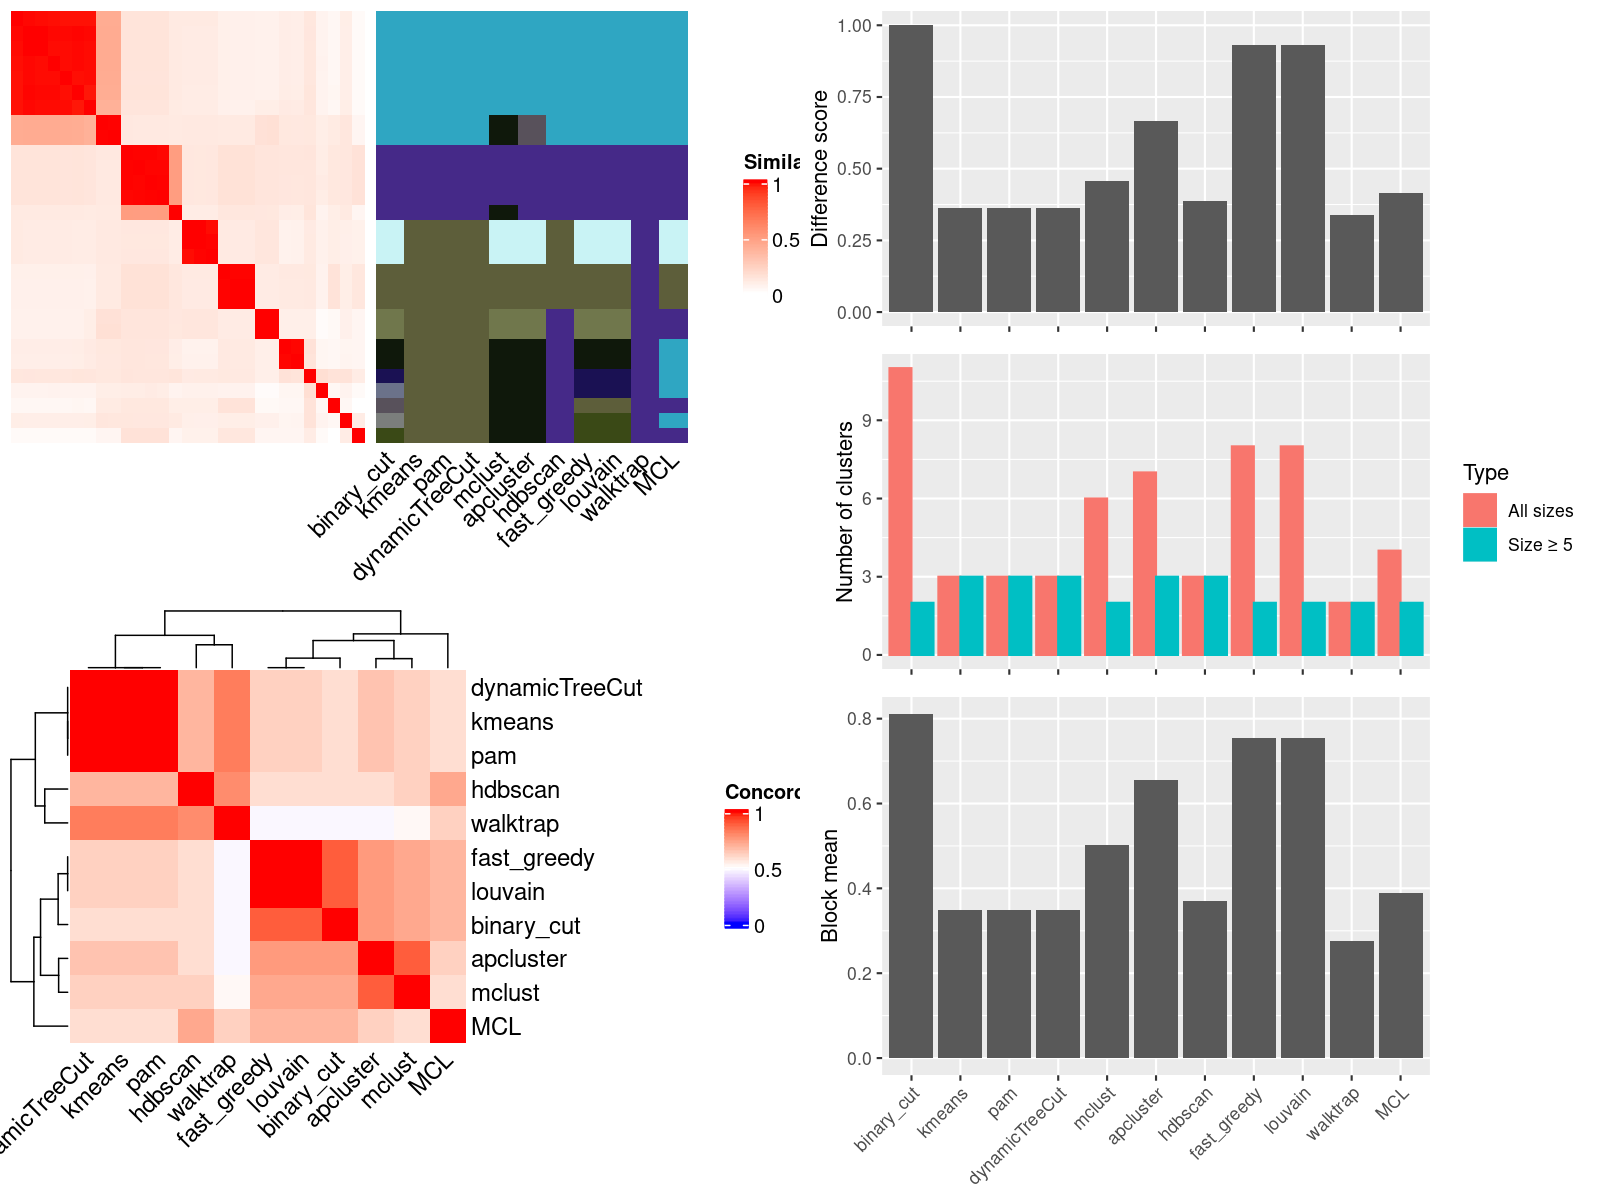 Simila
1
0.5
0
binary_cut
kmeans
pam
dynamicTreeCut
mclust
apcluster
hdbscan
fast_greedy
louvain
walktrap
MCL
dynamicTreeCut
kmeans
pam
hdbscan
walktrap
fast_greedy
louvain
binary_cut
apcluster
mclust
MCL
amicTreeCut
kmeans
pam
hdbscan
walktrap
fast_greedy
louvain
binary_cut
apcluster
mclust
MCL
Concord
1
0.5
0
Difference score
1.00
0.75
0.50
0.25
0.00
Number of clusters
9
6
3
0
Type
All sizes
Size ≥ 5
Block mean
0.8
0.6
0.4
0.2
0.0
binary_cut
kmeans
pam
dynamicTreeCut
mclust
apcluster
hdbscan
fast_greedy
louvain
walktrap
MCL